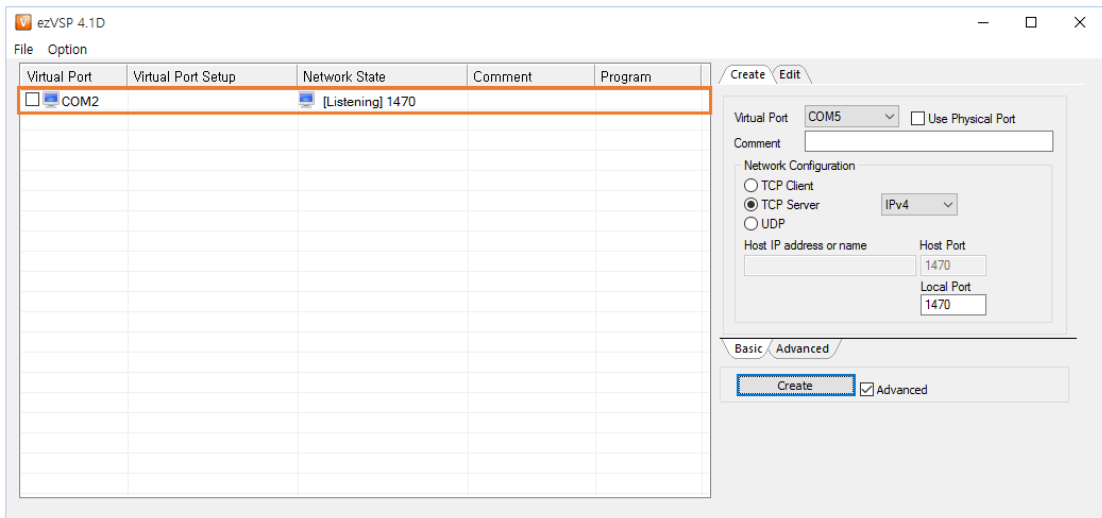 ezVSP 4.1D
File Option
Virtual Port Virtual Port Setup Network State Comment Program
COM2 [Listening] 1470
Create Edit
Virtual Port COM5 Use Physical Port
Comment
Network Configuration
TCP Client
TCP Server IPv4
UDP
Host IP address or name Host Port
1470
Local Port
1470
Basic Advanced
Create Advanced